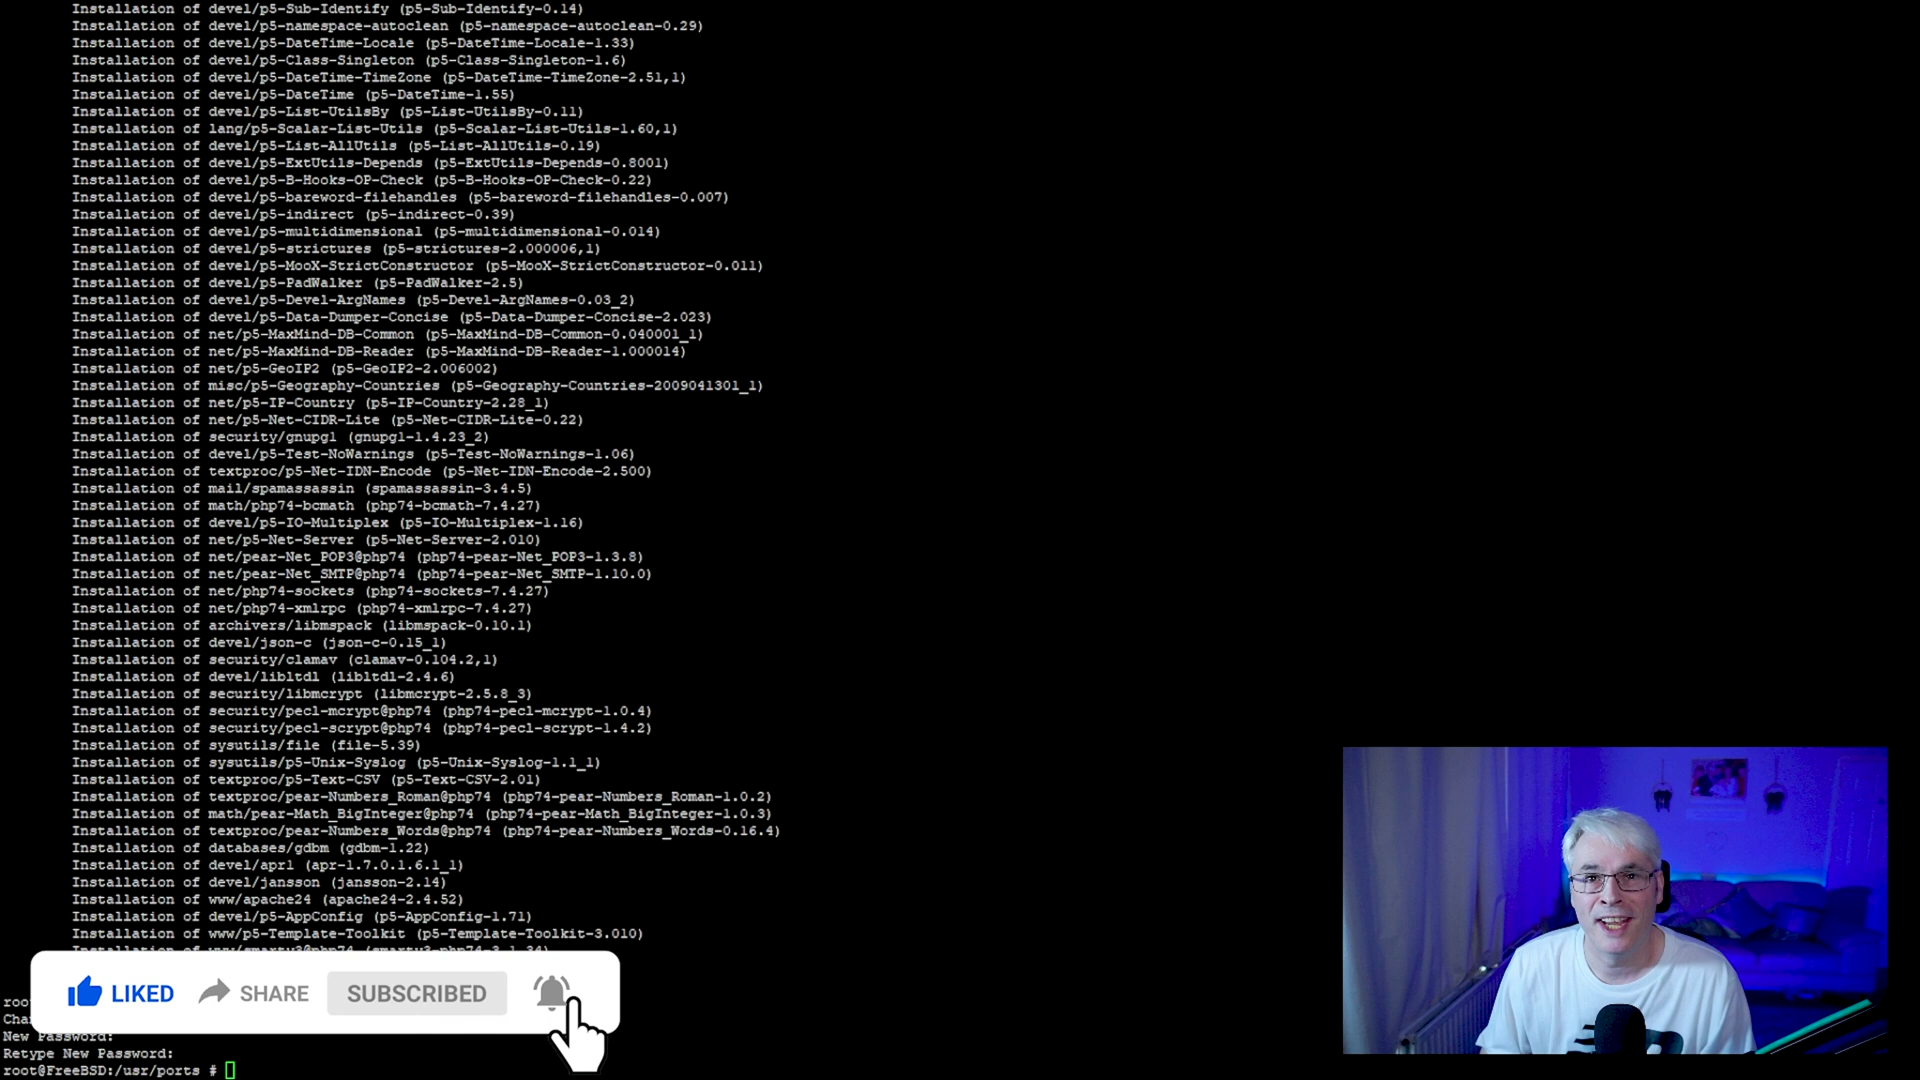 Installation of devel/p5-Sub-Identify (p5-Sub-Identify-0.14)
Installation of devel/p5-namespace-autoclean (p5-namespace-autoclean-0.29)
Installation of devel/p5-DateTime-Locale (p5-DateTime-Locale-1.33)
Installation of devel/p5-Class-Singleton (p5-Class-Singleton-1.6)
Installation of devel/p5-DateTime-TimeZone (p5-DateTime-TimeZone-2.51,1)
Installation of devel/p5-DateTime (p5-DateTime-1.55)
Installation of devel/p5-List-UtilsBy (p5-List-UtilsBy-0.11)
Installation of lang/p5-Scalar-List-Utils (p5-Scalar-List-Utils-1.60,1)
Installation of devel/p5-List-AllUtils (p5-List-AllUtils-0.19)
Installation of devel/p5-ExtUtils-Depends (p5-ExtUtils-Depends-0.8001)
Installation of devel/p5-B-Hooks-OP-Check (p5-B-Hooks-OP-Check-0.22)
Installation of devel/p5-bareword-filehandles (p5-bareword-filehandles-0.007)
Installation of devel/p5-indirect (p5-indirect-0.39)
Installation of devel/p5-multidimensional (p5-multidimensional-0.014)
Installation of devel/p5-strictures (p5-strictures-2.000006,1)
Installation of devel/p5-MooX-StrictConstructor (p5-MooX-StrictConstructor-0.011)
Installation of devel/p5-PadWalker (p5-PadWalker-2.5)
Installation of devel/p5-Devel-ArgNames (p5-Devel-ArgNames-0.03_2)
Installation of devel/p5-Data-Dumper-Concise (p5-Data-Dumper-Concise-2.023)
Installation of net/p5-MaxMind-DB-Common (p5-MaxMind-DB-Common-0.040001_1)
Installation of net/p5-MaxMind-DB-Reader (p5-MaxMind-DB-Reader-1.000014)
Installation of net/p5-GeoIP2 (p5-GeoIP2-2.006002)
Installation of misc/p5-Geography-Countries (p5-Geography-Countries-2009041301_1)
Installation of net/p5-IP-Country (p5-IP-Country-2.28_1)
Installation of net/p5-Net-CIDR-Lite (p5-Net-CIDR-Lite-0.22)
Installation of security/gnupg1 (gnupg1-1.4.23_2)
Installation of devel/p5-Test-NoWarnings (p5-Test-NoWarnings-1.06)
Installation of textproc/p5-Net-IDN-Encode (p5-Net-IDN-Encode-2.500)
Installation of mail/spamassassin (spamassassin-3.4.5)
Installation of math/php74-bcmath (php74-bcmath-7.4.27)
Installation of devel/p5-IO-Multiplex (p5-IO-Multiplex-1.16)
Installation of net/p5-Net-Server (p5-Net-Server-2.010)
Installation of net/pear-Net_POP3@php74 (php74-pear-Net_POP3-1.3.8)
Installation of net/pear-Net_SMTP@php74 (php74-pear-Net_SMTP-1.10.0)
Installation of net/php74-sockets (php74-sockets-7.4.27)
Installation of net/php74-xmlrpc (php74-xmlrpc-7.4.27)
Installation of archivers/libmspack (libmspack-0.10.1)
Installation of devel/json-c (json-c-0.15_1)
Installation of security/clamav (clamav-0.104.2,1)
Installation of devel/libltdl (libltdl-2.4.6)
Installation of security/libmcrypt (libmcrypt-2.5.8_3)
Installation of security/pecl-mcrypt@php74 (php74-pecl-mcrypt-1.0.4)
Installation of security/pecl-scrypt@php74 (php74-pecl-scrypt-1.4.2)
Installation of sysutils/file (file-5.39)
Installation of sysutils/p5-Unix-Syslog (p5-Unix-Syslog-1.1_1)
Installation of textproc/p5-Text-CSV (p5-Text-CSV-2.01)
Installation of textproc/pear-Numbers_Roman@php74 (php74-pear-Numbers_Roman-1.0.2)
Installation of math/pear-Math_BigInteger@php74 (php74-pear-Math_BigInteger-1.0.3)
Installation of textproc/pear-Numbers_Words@php74 (php74-pear-Numbers_Words-0.16.4)
Installation of databases/gdbm (gdbm-1.22)
Installation of devel/apr1 (apr-1.7.0.1.6.1_1)
Installation of devel/jansson (jansson-2.14)
Installation of www/apache24 (apache24-2.4.52)
Installation of devel/p5-AppConfig (p5-AppConfig-1.71)
Installation of www/p5-Template-Toolkit (p5-Template-Toolkit-3.010)
Installation of www/smarty3@php74 (smarty3-php74-3.1.34)
LIKED SHARE SUBSCRIBED
New Password:
Retype New Password:
root@FreeBSD:/usr/ports #